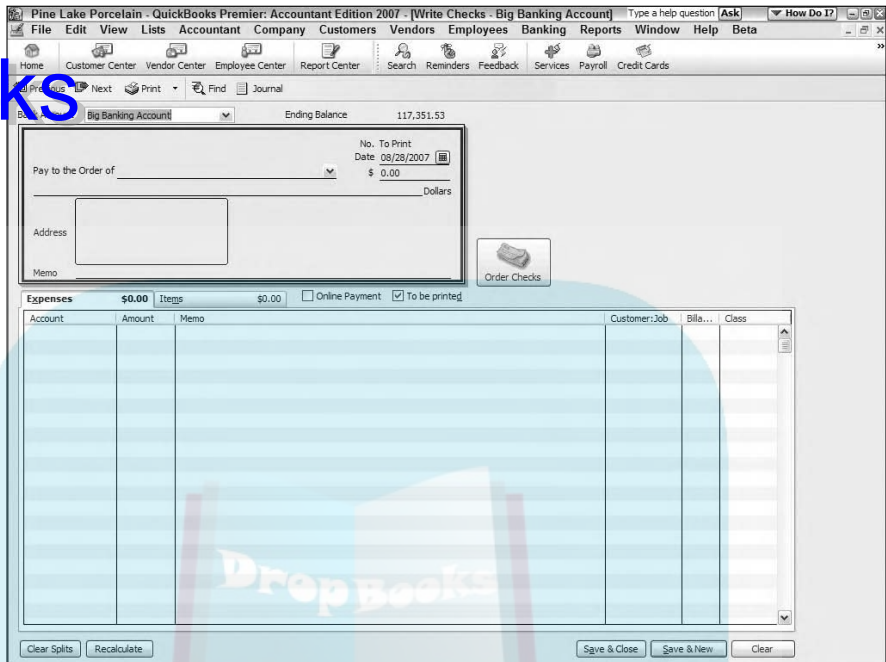 Pine Lake Porcelain - QuickBooks Premier: Accountant Edition 2007 - [Write Checks - Big Banking Account] Type a help question Ask How Do I?
File Edit View Lists Accountant Company Customers Vendors Employees Banking Reports Window Help Beta
Home Customer Center Vendor Center Employee Center Report Center Search Reminders Feedback Services Payroll Credit Cards
ks
Next Print Find Journal
Big Banking Account Ending Balance 117,351.53
No. To Print
Date 08/28/2007
Pay to the Order of $ 0.00
Dollars
Address
Memo
Order Checks
Expenses $0.00 Items $0.00 Online Payment To be printed
Account Amount Memo Customer:Job Billa... Class
DropBooks
Clear Splits Recalculate Save & Close Save & New Clear